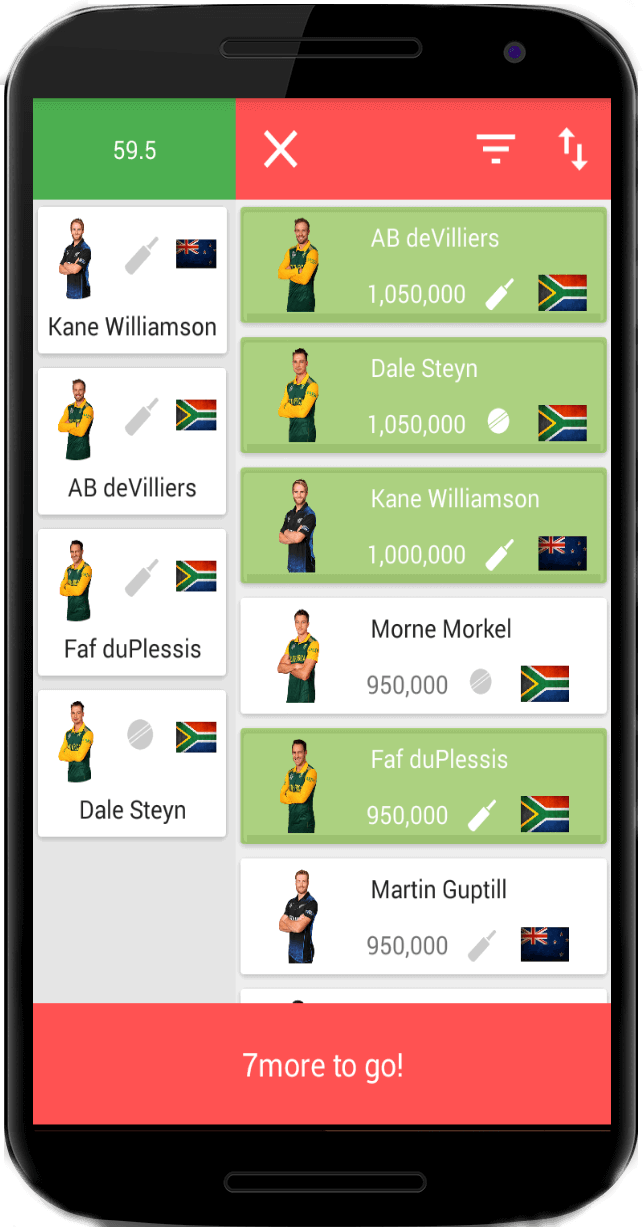 59.5
Kane Williamson
AB deVilliers
Faf duPlessis
Dale Steyn
AB deVilliers
1,050,000
Dale Steyn
1,050,000
Kane Williamson
1,000,000
Morne Morkel
950,000
Faf duPlessis
950,000
Martin Guptill
950,000
7more to go!